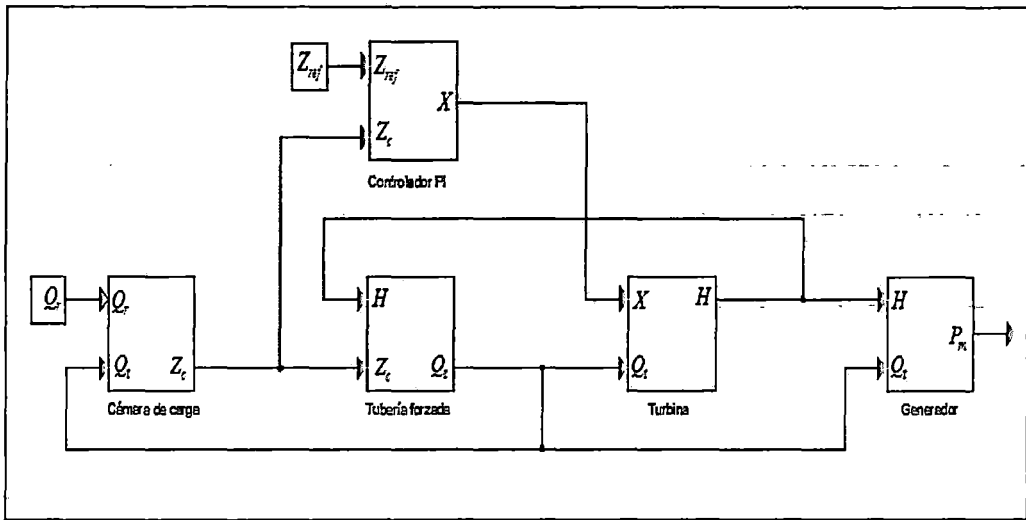 Z_ref
Z_ref
X
Z_c
Controlador PI
Q_r
Q_r
Q_t
Z_c
Cámara de carga
H
Z_c
Q_t
Tubería forzada
X
H
Q_t
Turbina
H
P_m
Q_t
Generador